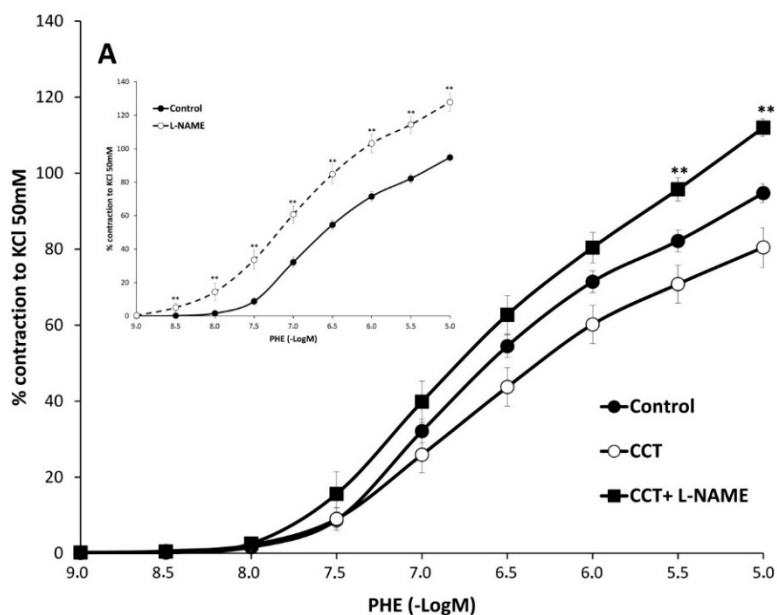 A
% contraction to KCl 50mM
140
120
100
80
60
40
20
0
9.0 8.5 8.0 7.5 7.0 6.5 6.0 5.5 5.0
PHE (-LogM)
** **
Control
CCT
CCT+ L-NAME
% contraction to KCl 50mM
140
120
100
80
60
40
20
0
9.0 8.5 8.0 7.5 7.0 6.5 6.0 5.5 5.0
PHE (-LogM)
** ** ** ** ** ** ** **
Control
L-NAME